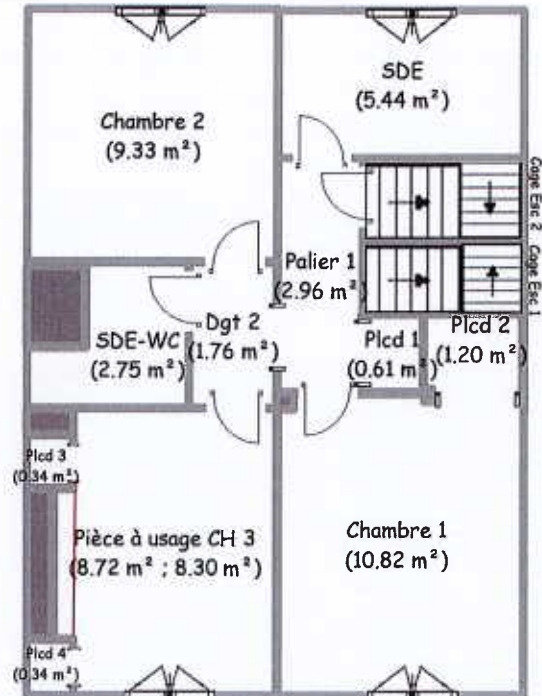 SDE
(5.44 m²)
Chambre 2
(9.33 m²)
Cage Esc 2
Palier 1
(2.96 m²
Cage Esc 1
Dgt 2
(1.76 m²)
SDE-WC
(2.75 m²)
Plcd 1
(0.61 m²)
Plcd 2
(1.20 m²)
Plcd 3
(0.34 m²)
Pièce à usage CH 3
(8.72 m² ; 8.30 m²)
Chambre 1
(10.82 m²)
Plcd 4
(0.34 m²)